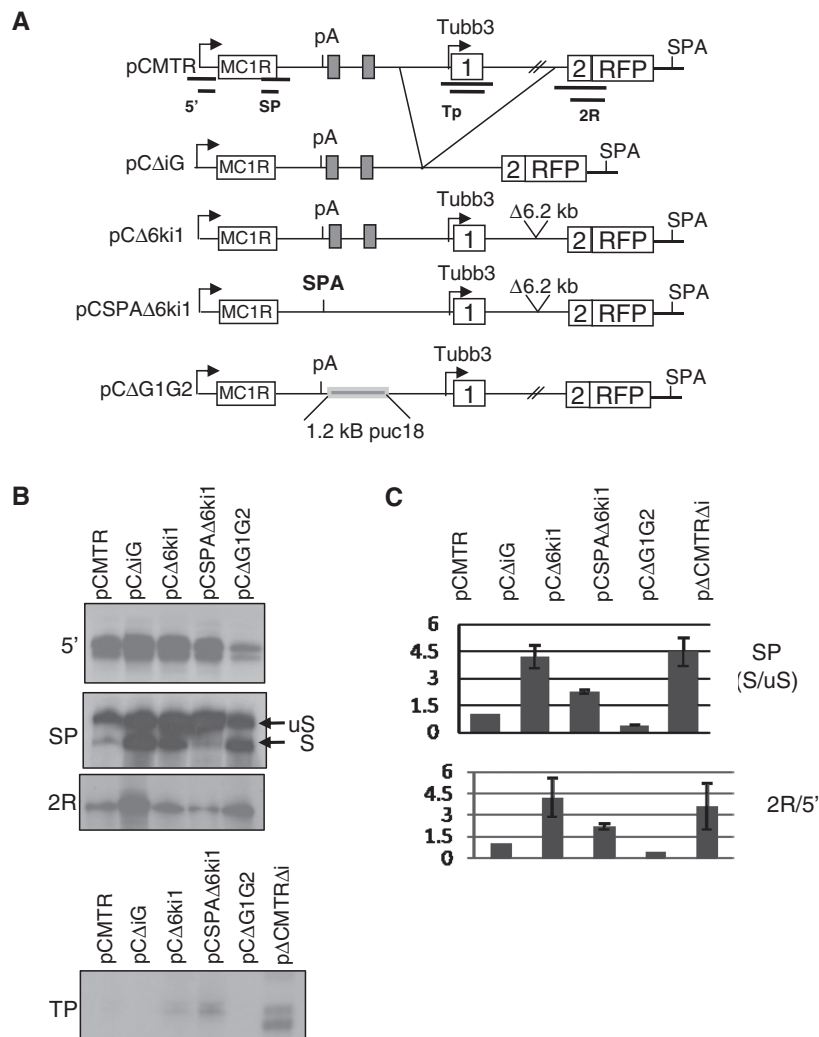 A
pCMTR
MC1R
pA
Tubb3
1
2 RFP
SPA
5’
SP
Tp
2R
pCΔiG
MC1R
pA
2 RFP
SPA
pCΔ6ki1
MC1R
pA
Tubb3
1
Δ6.2 kb
2 RFP
SPA
pCSPAΔ6ki1
MC1R
SPA
Tubb3
1
Δ6.2 kb
2 RFP
SPA
pCΔG1G2
MC1R
pA
Tubb3
1
2 RFP
SPA
1.2 kB puc18
B
pCMTR
pCΔiG
pCΔ6ki1
pCSPAΔ6ki1
pCΔG1G2
5’
SP
uS
S
2R
pCMTR
pCΔiG
pCΔ6ki1
pCSPAΔ6ki1
pCΔG1G2
pΔCMTRΔi
TP
C
pCMTR
pCΔiG
pCΔ6ki1
pCSPAΔ6ki1
pCΔG1G2
pΔCMTRΔi
6
4.5
3
1.5
0
SP
(S/uS)
6
4.5
3
1.5
0
2R/5’